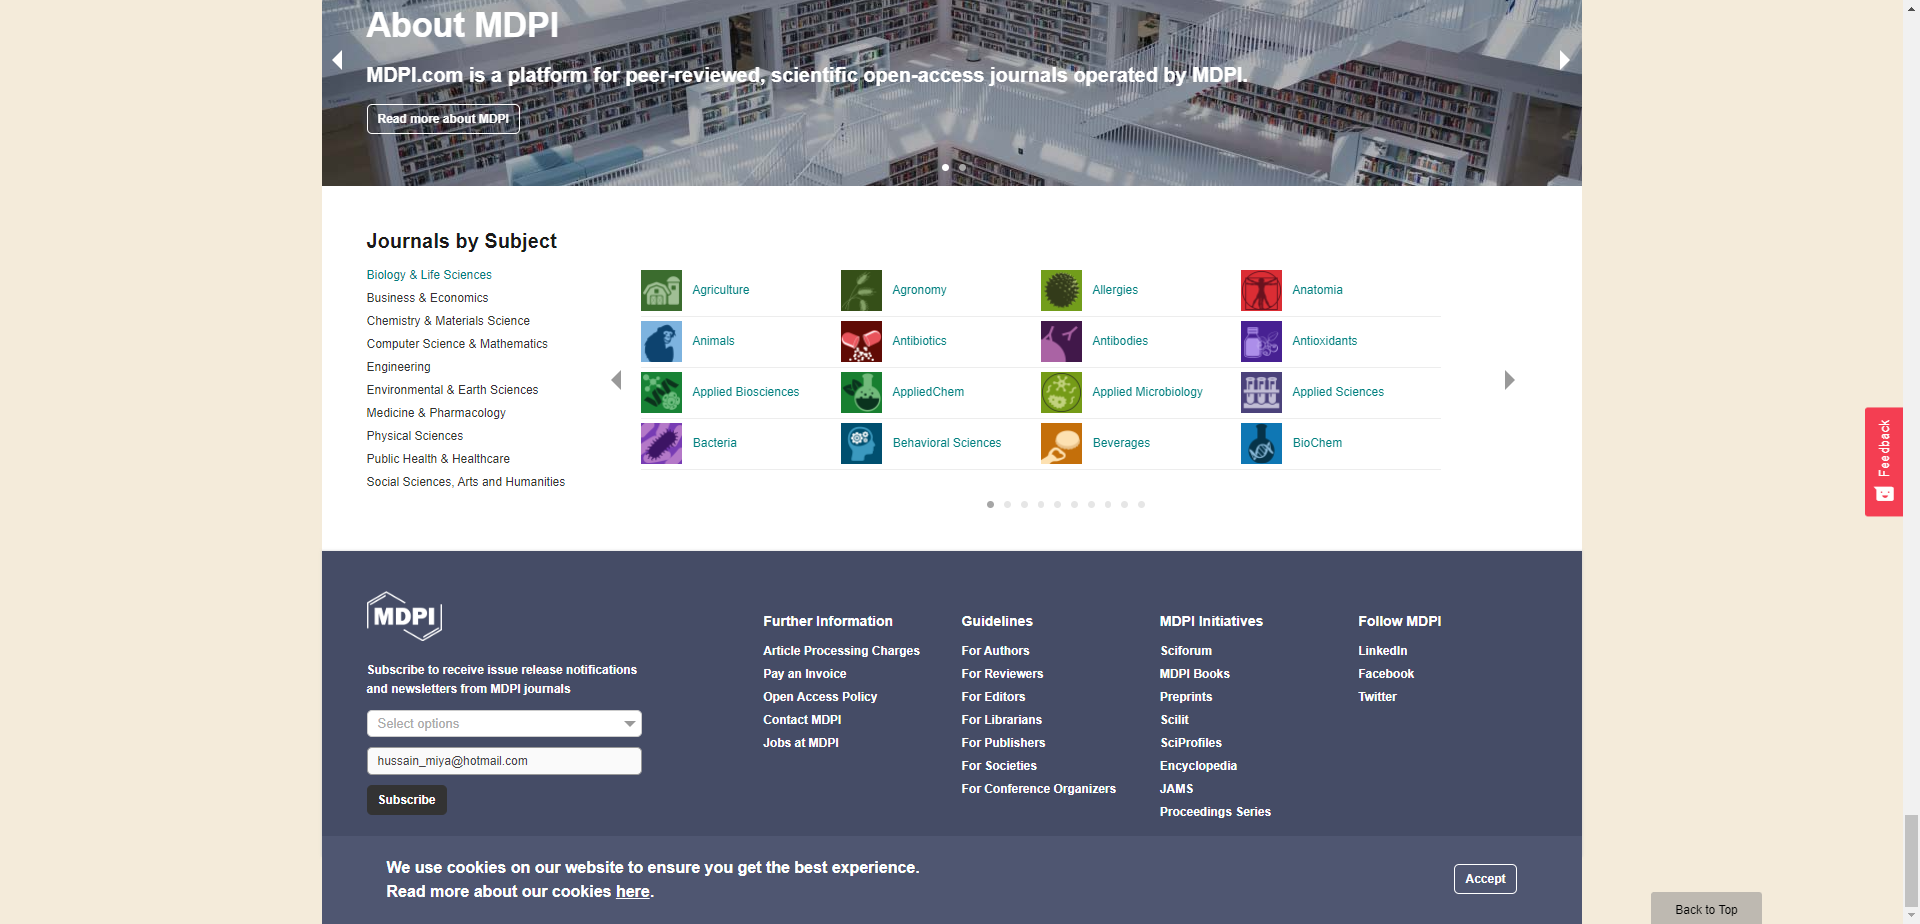 About MDPI
MDPI.com is a platform for peer-reviewed, scientific open-access journals operated by MDPI.
Read more about MDPI
Journals by Subject
Biology & Life Sciences
Business & Economics
Chemistry & Materials Science
Computer Science & Mathematics
Engineering
Environmental & Earth Sciences
Medicine & Pharmacology
Physical Sciences
Public Health & Healthcare
Social Sciences, Arts and Humanities
Agriculture
Agronomy
Allergies
Anatomia
Animals
Antibiotics
Antibodies
Antioxidants
Applied Biosciences
AppliedChem
Applied Microbiology
Applied Sciences
Bacteria
Behavioral Sciences
Beverages
BioChem
Feedback
MDPI
Subscribe to receive issue release notifications
and newsletters from MDPI journals
Select options
hussain_miya@hotmail.com
Subscribe
Further Information
Article Processing Charges
Pay an Invoice
Open Access Policy
Contact MDPI
Jobs at MDPI
Guidelines
For Authors
For Reviewers
For Editors
For Librarians
For Publishers
For Societies
For Conference Organizers
MDPI Initiatives
Sciforum
MDPI Books
Preprints
Scilit
SciProfiles
Encyclopedia
JAMS
Proceedings Series
Follow MDPI
LinkedIn
Facebook
Twitter
We use cookies on our website to ensure you get the best experience.
Read more about our cookies here.
Accept
Back to Top